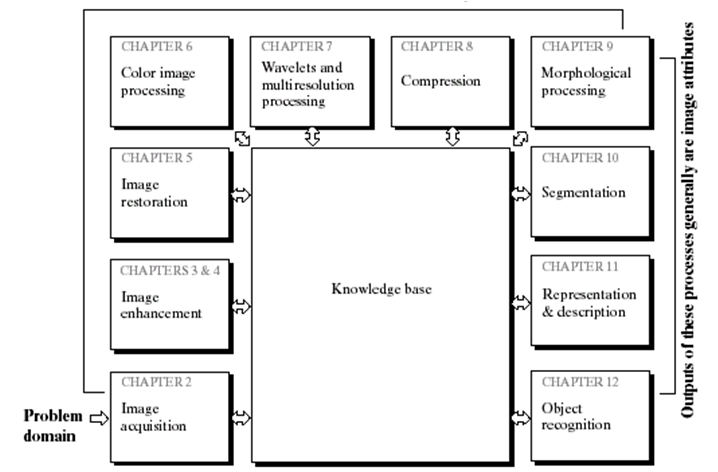 CHAPTER 6
Color image
processing
CHAPTER 7
Wavelets and
multiresolution
processing
CHAPTER 8
Compression
CHAPTER 9
Morphological
processing
CHAPTER 5
Image
restoration
CHAPTERS 3 & 4
Image
enhancement
CHAPTER 2
Image
acquisition
Problem
domain
Knowledge base
CHAPTER 10
Segmentation
CHAPTER 11
Representation
& description
CHAPTER 12
Object
recognition
Outputs of these processes generally are image attributes